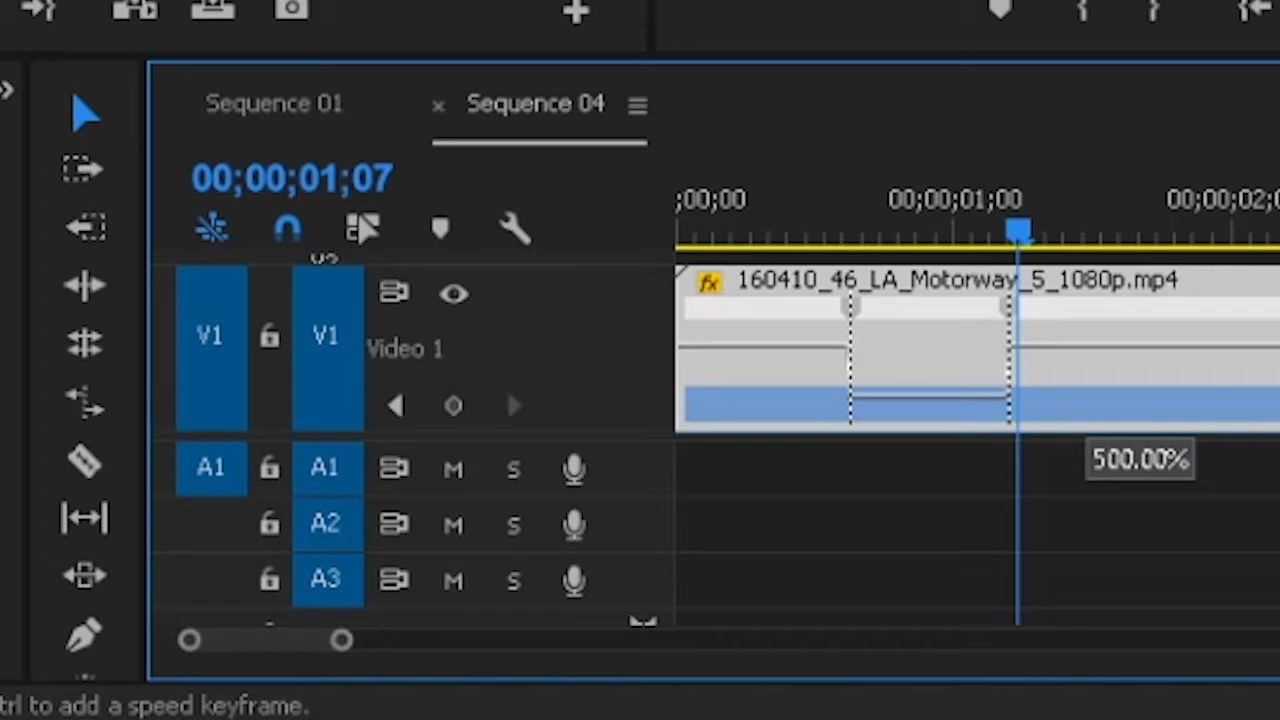 Sequence 01 × Sequence 04
00;00;01;07
;00;00 00;00;01;00 00;00;02;0
fx 160410_46_LA_Motorway_5_1080p.mp4
V1 V1 Video 1
500.00%
A1 A1 M S
A2 M S
A3 M S
trl to add a speed keyframe.